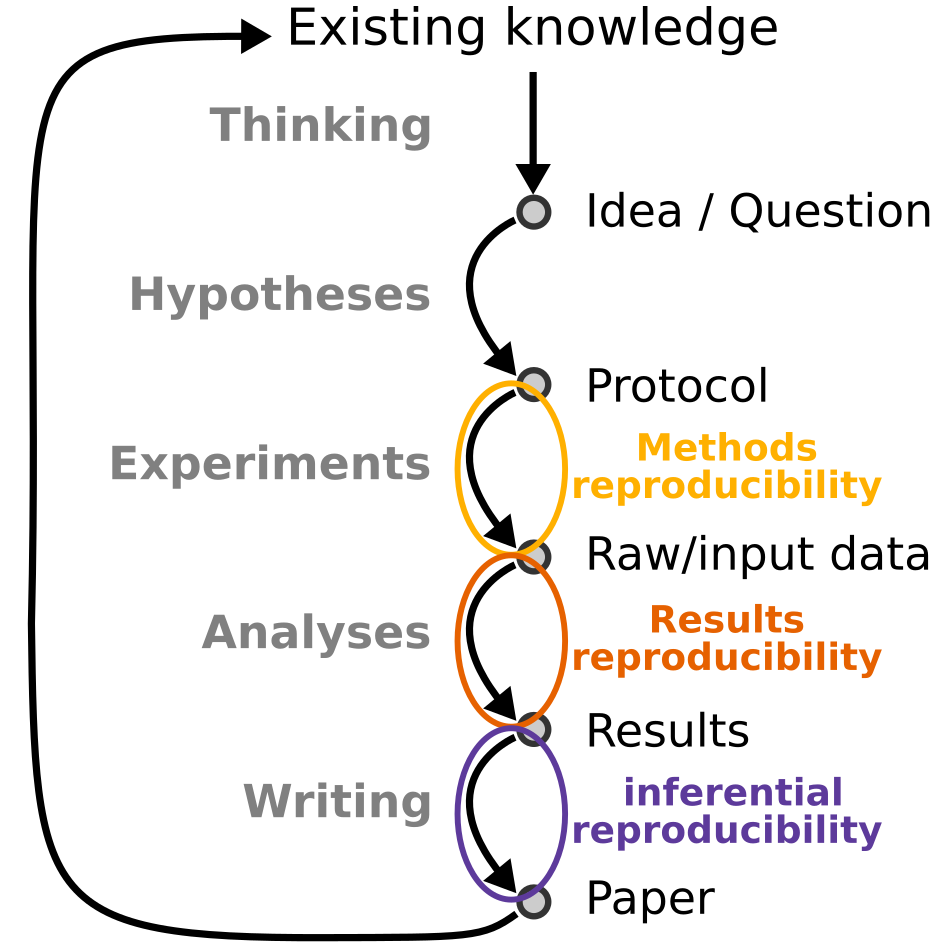 Existing knowledge
Thinking
Idea / Question
Hypotheses
Protocol
Methods
reproducibility
Experiments
Raw/input data
Results
reproducibility
Analyses
Results
inferential
reproducibility
Writing
Paper